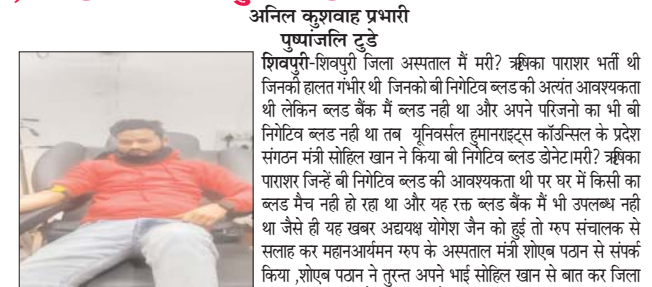 अनिल कुशवाह प्रभारी
पुष्पांजलि टुडे
शिवपुरी-शिवपुरी जिला अस्पताल मैं मरी? ऋषिका पाराशर भर्ती थी
जिनकी हालत गंभीर थी जिनको बी निगेटिव ब्लड की अत्यंत आवश्यकता
थी लेकिन ब्लड बैंक मैं ब्लड नही था और अपने परिजनो का भी बी
निगेटिव ब्लड नही था तब यूनिवर्सल हुमानराइट्स कॉउन्सिल के प्रदेश
संगठन मंत्री सोहिल खान ने किया बी निगेटिव ब्लड डोनेट।मरी? ऋषिका
पाराशर जिन्हें बी निगेटिव ब्लड की आवश्यकता थी पर घर में किसी का
ब्लड मैच नही हो रहा था और यह रक्त ब्लड बैंक मैं भी उपलब्ध नही
था जैसे ही यह खबर अद्ययक्ष योगेश जैन को हुई तो ग्रुप संचालक से
सलाह कर महानआर्यमन ग्रुप के अस्पताल मंत्री शोएब पठान से संपर्क
किया ,शोएब पठान ने तुरन्त अपने भाई सोहिल खान से बात कर जिला